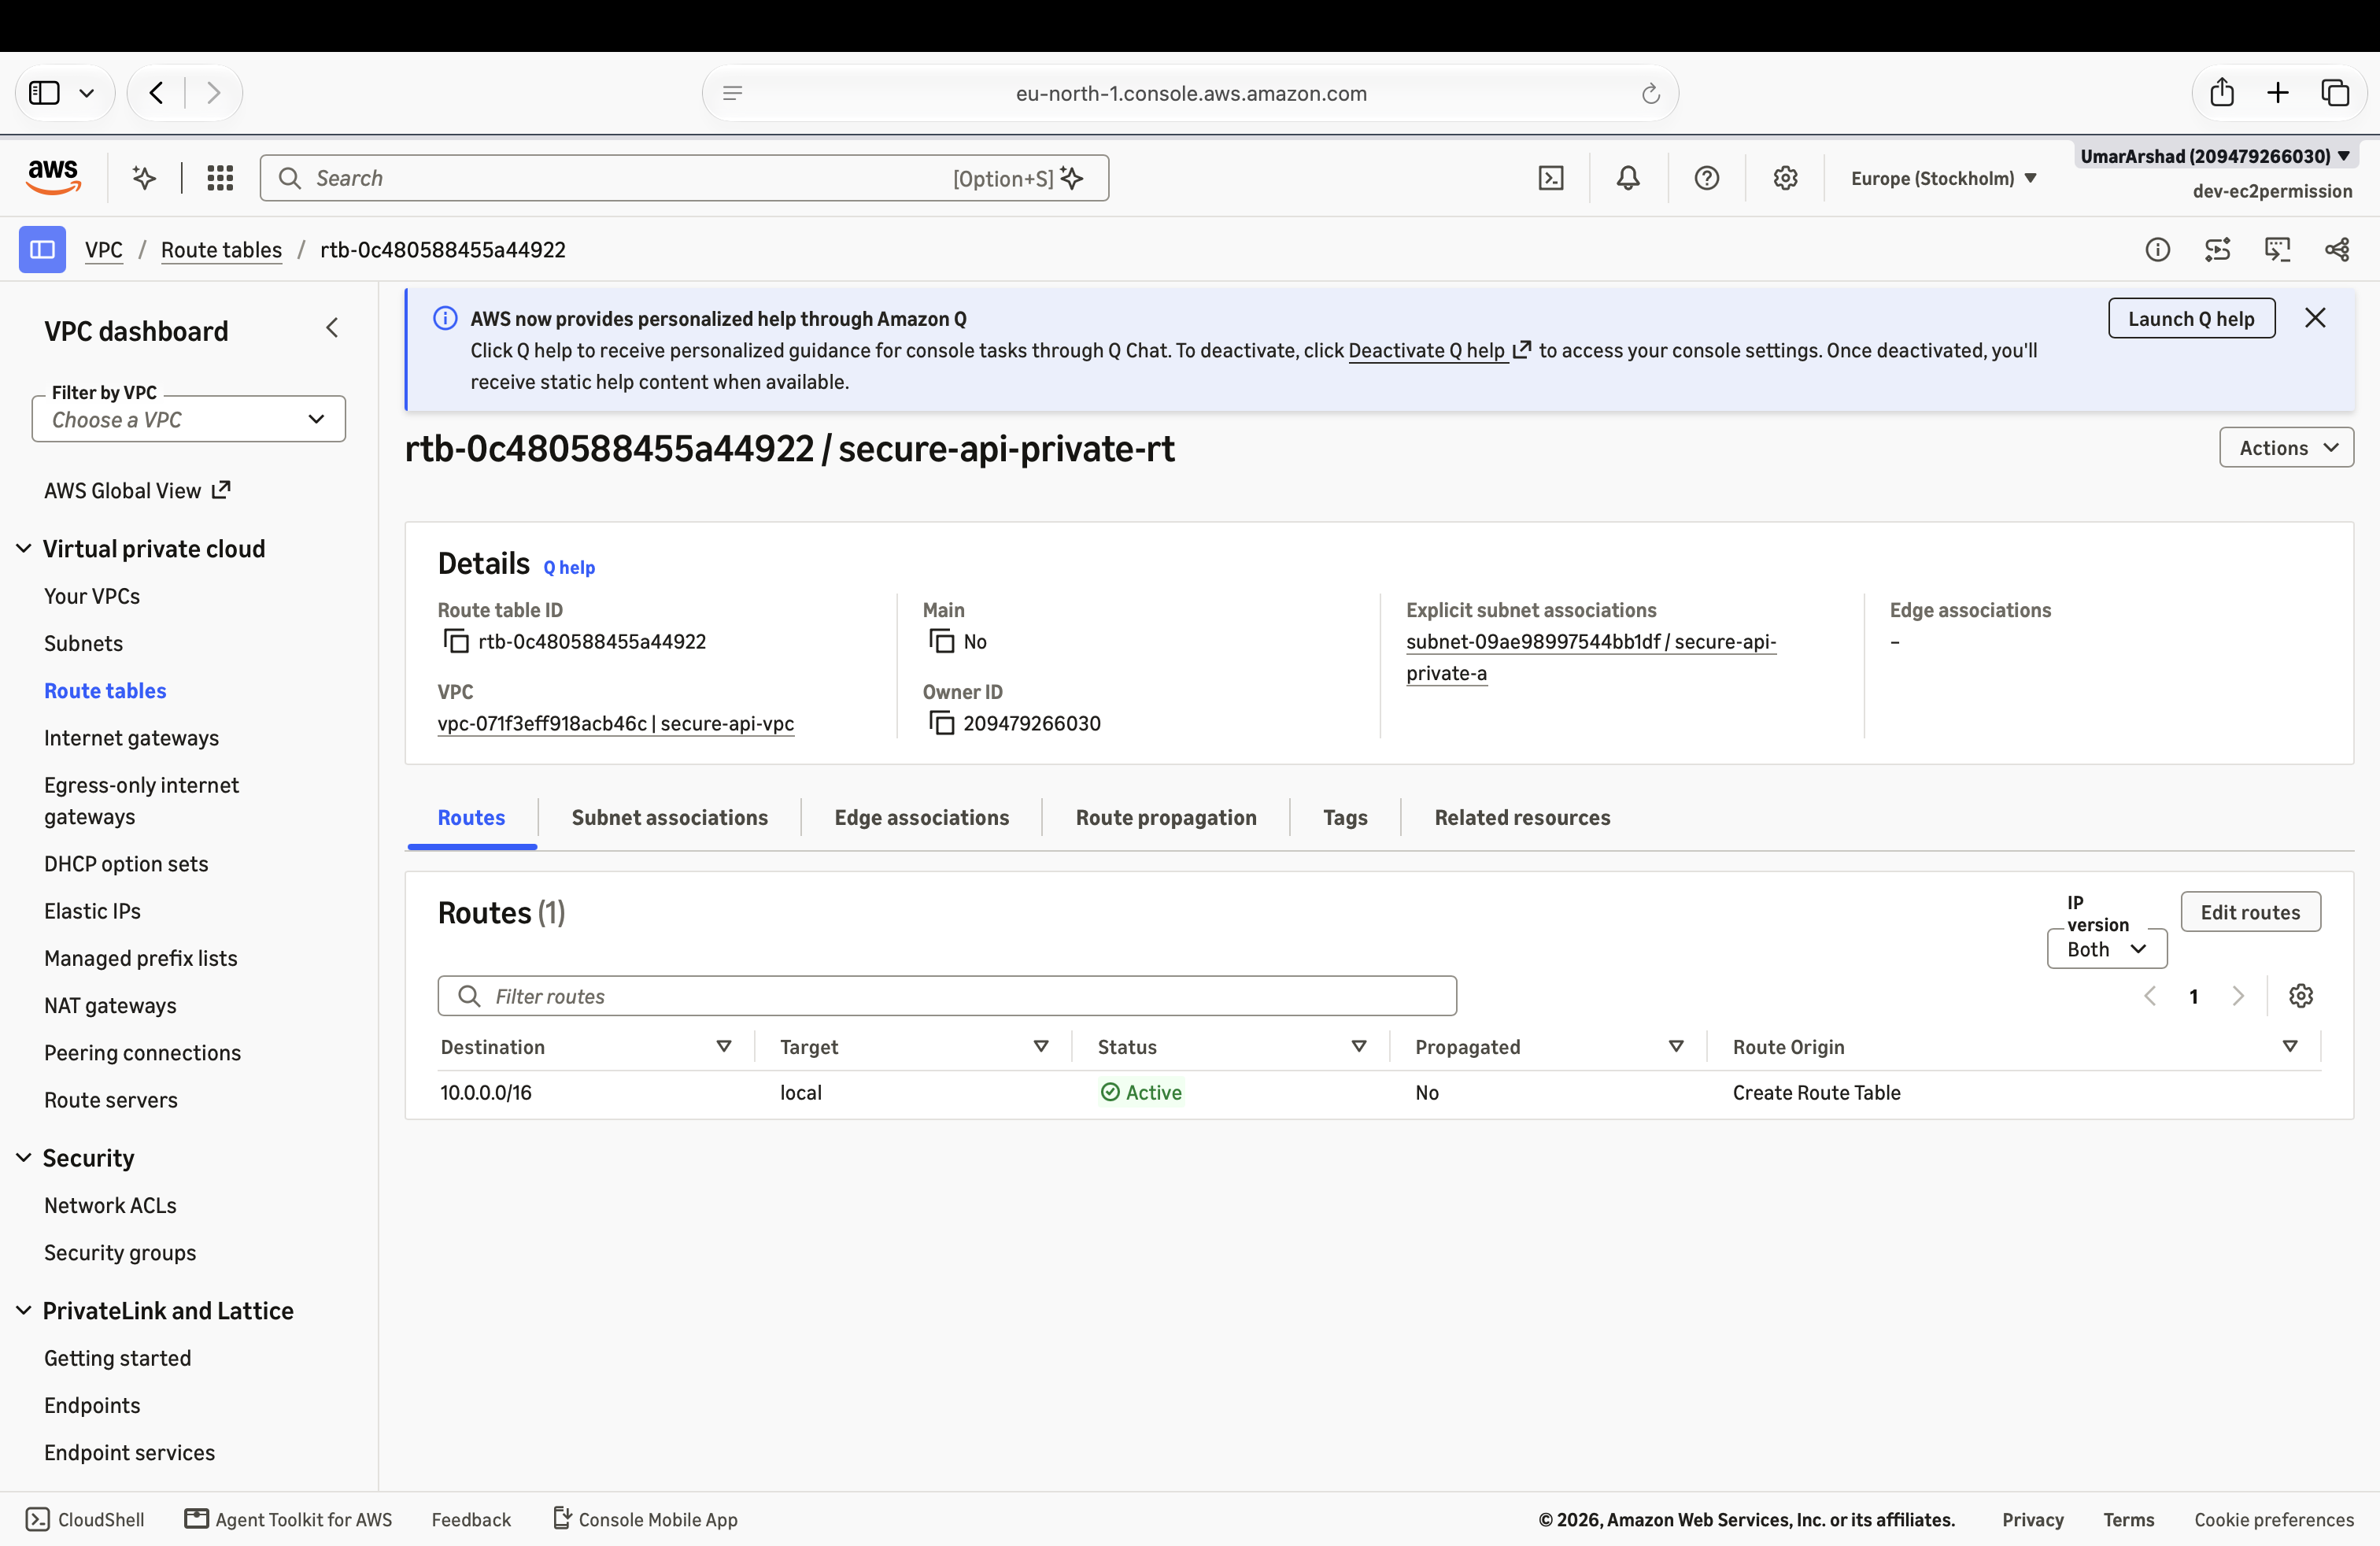 eu-north-1.console.aws.amazon.com
aws
Search
[Option+S]
Europe (Stockholm)
UmarArshad (209479266030)
dev-ec2permission
VPC / Route tables / rtb-0c480588455a44922
VPC dashboard
Filter by VPC
Choose a VPC
AWS Global View
Virtual private cloud
Your VPCs
Subnets
Route tables
Internet gateways
Egress-only internet
gateways
DHCP option sets
Elastic IPs
Managed prefix lists
NAT gateways
Peering connections
Route servers
Security
Network ACLs
Security groups
PrivateLink and Lattice
Getting started
Endpoints
Endpoint services
AWS now provides personalized help through Amazon Q
Click Q help to receive personalized guidance for console tasks through Q Chat. To deactivate, click Deactivate Q help to access your console settings. Once deactivated, you'll
receive static help content when available.
Launch Q help
rtb-0c480588455a44922 / secure-api-private-rt
Actions
Details Q help
Route table ID
rtb-0c480588455a44922
VPC
vpc-071f3eff918acb46c | secure-api-vpc
Main
No
Owner ID
209479266030
Explicit subnet associations
subnet-09ae98997544bb1df / secure-api-
private-a
Edge associations
–
Routes
Subnet associations
Edge associations
Route propagation
Tags
Related resources
Routes (1)
IP
version
Both
Edit routes
Filter routes
1
Destination Target Status Propagated Route Origin
10.0.0.0/16 local Active No Create Route Table
CloudShell
Agent Toolkit for AWS
Feedback
Console Mobile App
© 2026, Amazon Web Services, Inc. or its affiliates.
Privacy
Terms
Cookie preferences